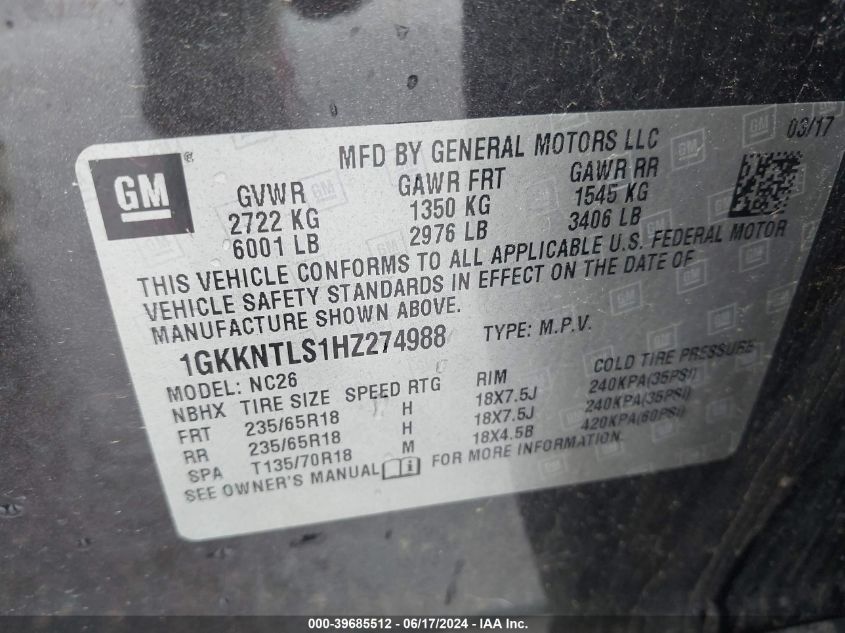 GM
MFD BY GENERAL MOTORS LLC 03/17
GVWR GAWR FRT GAWR RR
2722 KG 1350 KG 1545 KG
6001 LB 2976 LB 3406 LB
THIS VEHICLE CONFORMS TO ALL APPLICABLE U.S. FEDERAL MOTOR
VEHICLE SAFETY STANDARDS IN EFFECT ON THE DATE OF
MANUFACTURE SHOWN ABOVE.
1GKKNTLS1HZ274988 TYPE: M.P.V.
MODEL: NC26
NBHX TIRE SIZE SPEED RTG RIM COLD TIRE PRESSURE
FRT 235/65R18 H 18X7.5J 240KPA(35PSI)
RR 235/65R18 H 18X7.5J 240KPA(35PSI)
SPA T135/70R18 M 18X4.5B 420KPA(60PSI)
SEE OWNER'S MANUAL i FOR MORE INFORMATION.
000-39685512 - 06/17/2024 - IAA Inc.